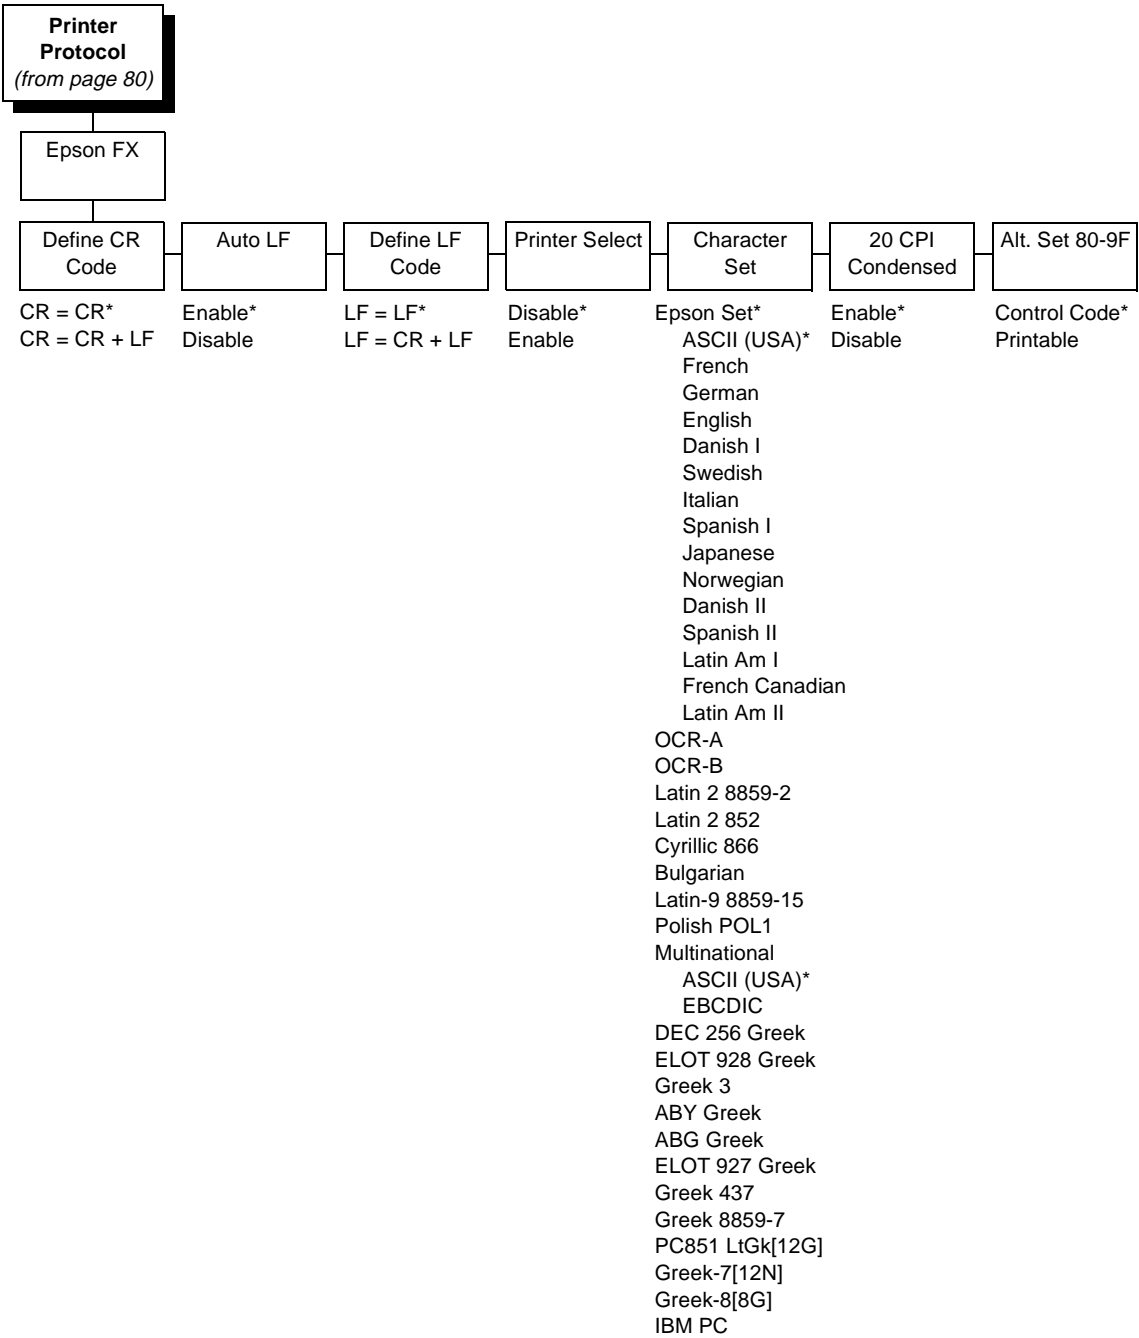 Printer
Protocol
(from page 80)
Epson FX
Define CR
Code
CR = CR*
CR = CR + LF
Auto LF
Enable*
Disable
Define LF
Code
LF = LF*
LF = CR + LF
Printer Select
Disable*
Enable
Character
Set
Epson Set*
ASCII (USA)*
French
German
English
Danish I
Swedish
Italian
Spanish I
Japanese
Norwegian
Danish II
Spanish II
Latin Am I
French Canadian
Latin Am II
OCR-A
OCR-B
Latin 2 8859-2
Latin 2 852
Cyrillic 866
Bulgarian
Latin-9 8859-15
Polish POL1
Multinational
ASCII (USA)*
EBCDIC
DEC 256 Greek
ELOT 928 Greek
Greek 3
ABY Greek
ABG Greek
ELOT 927 Greek
Greek 437
Greek 8859-7
PC851 LtGk[12G]
Greek-7[12N]
Greek-8[8G]
IBM PC
20 CPI
Condensed
Enable*
Disable
Alt. Set 80-9F
Control Code*
Printable